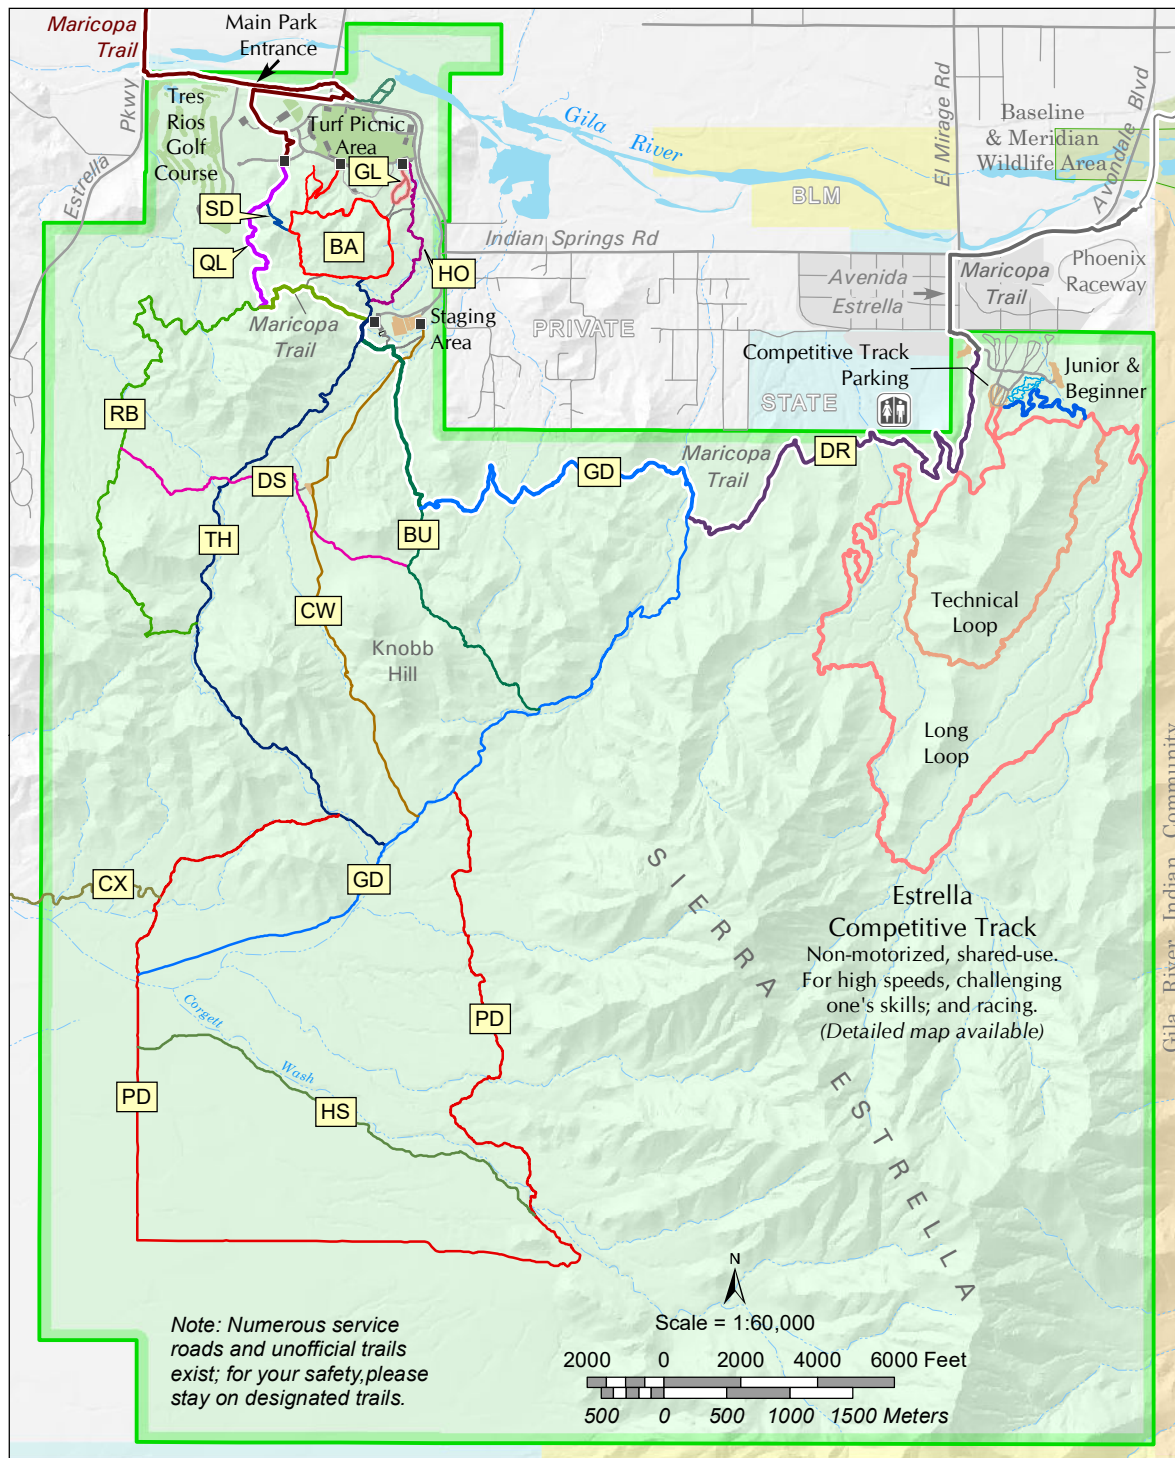 Maricopa
Trail
Main Park
Entrance
Pkwy
Estrella
Tres
Rios
Golf
Course
Turf Picnic
Area
GL
SD
QL
BA
HO
Gila River
BLM
El Mirage Rd
Baseline
& Meridian
Wildlife Area
Avondale Blvd
Indian Springs Rd
Avenida
Estrella
Maricopa
Trail
Phoenix
Raceway
Maricopa
Trail
Staging
Area
PRIVATE
STATE
Competitive Track
Parking
Junior &
Beginner
RB
DS
TH
BU
GD
Maricopa
Trail
DR
CW
Knobb
Hill
Technical
Loop
Long
Loop
CX
GD
SIERRA ESTRELLA
Estrella
Competitive Track
Non-motorized, shared-use.
For high speeds, challenging
one's skills; and racing.
(Detailed map available)
Gila River Indian Community
Corgett Wash
PD
PD
HS
N
Scale = 1:60,000
2000 0 2000 4000 6000 Feet
500 0 500 1000 1500 Meters
Note: Numerous service
roads and unofficial trails
exist; for your safety,please
stay on designated trails.